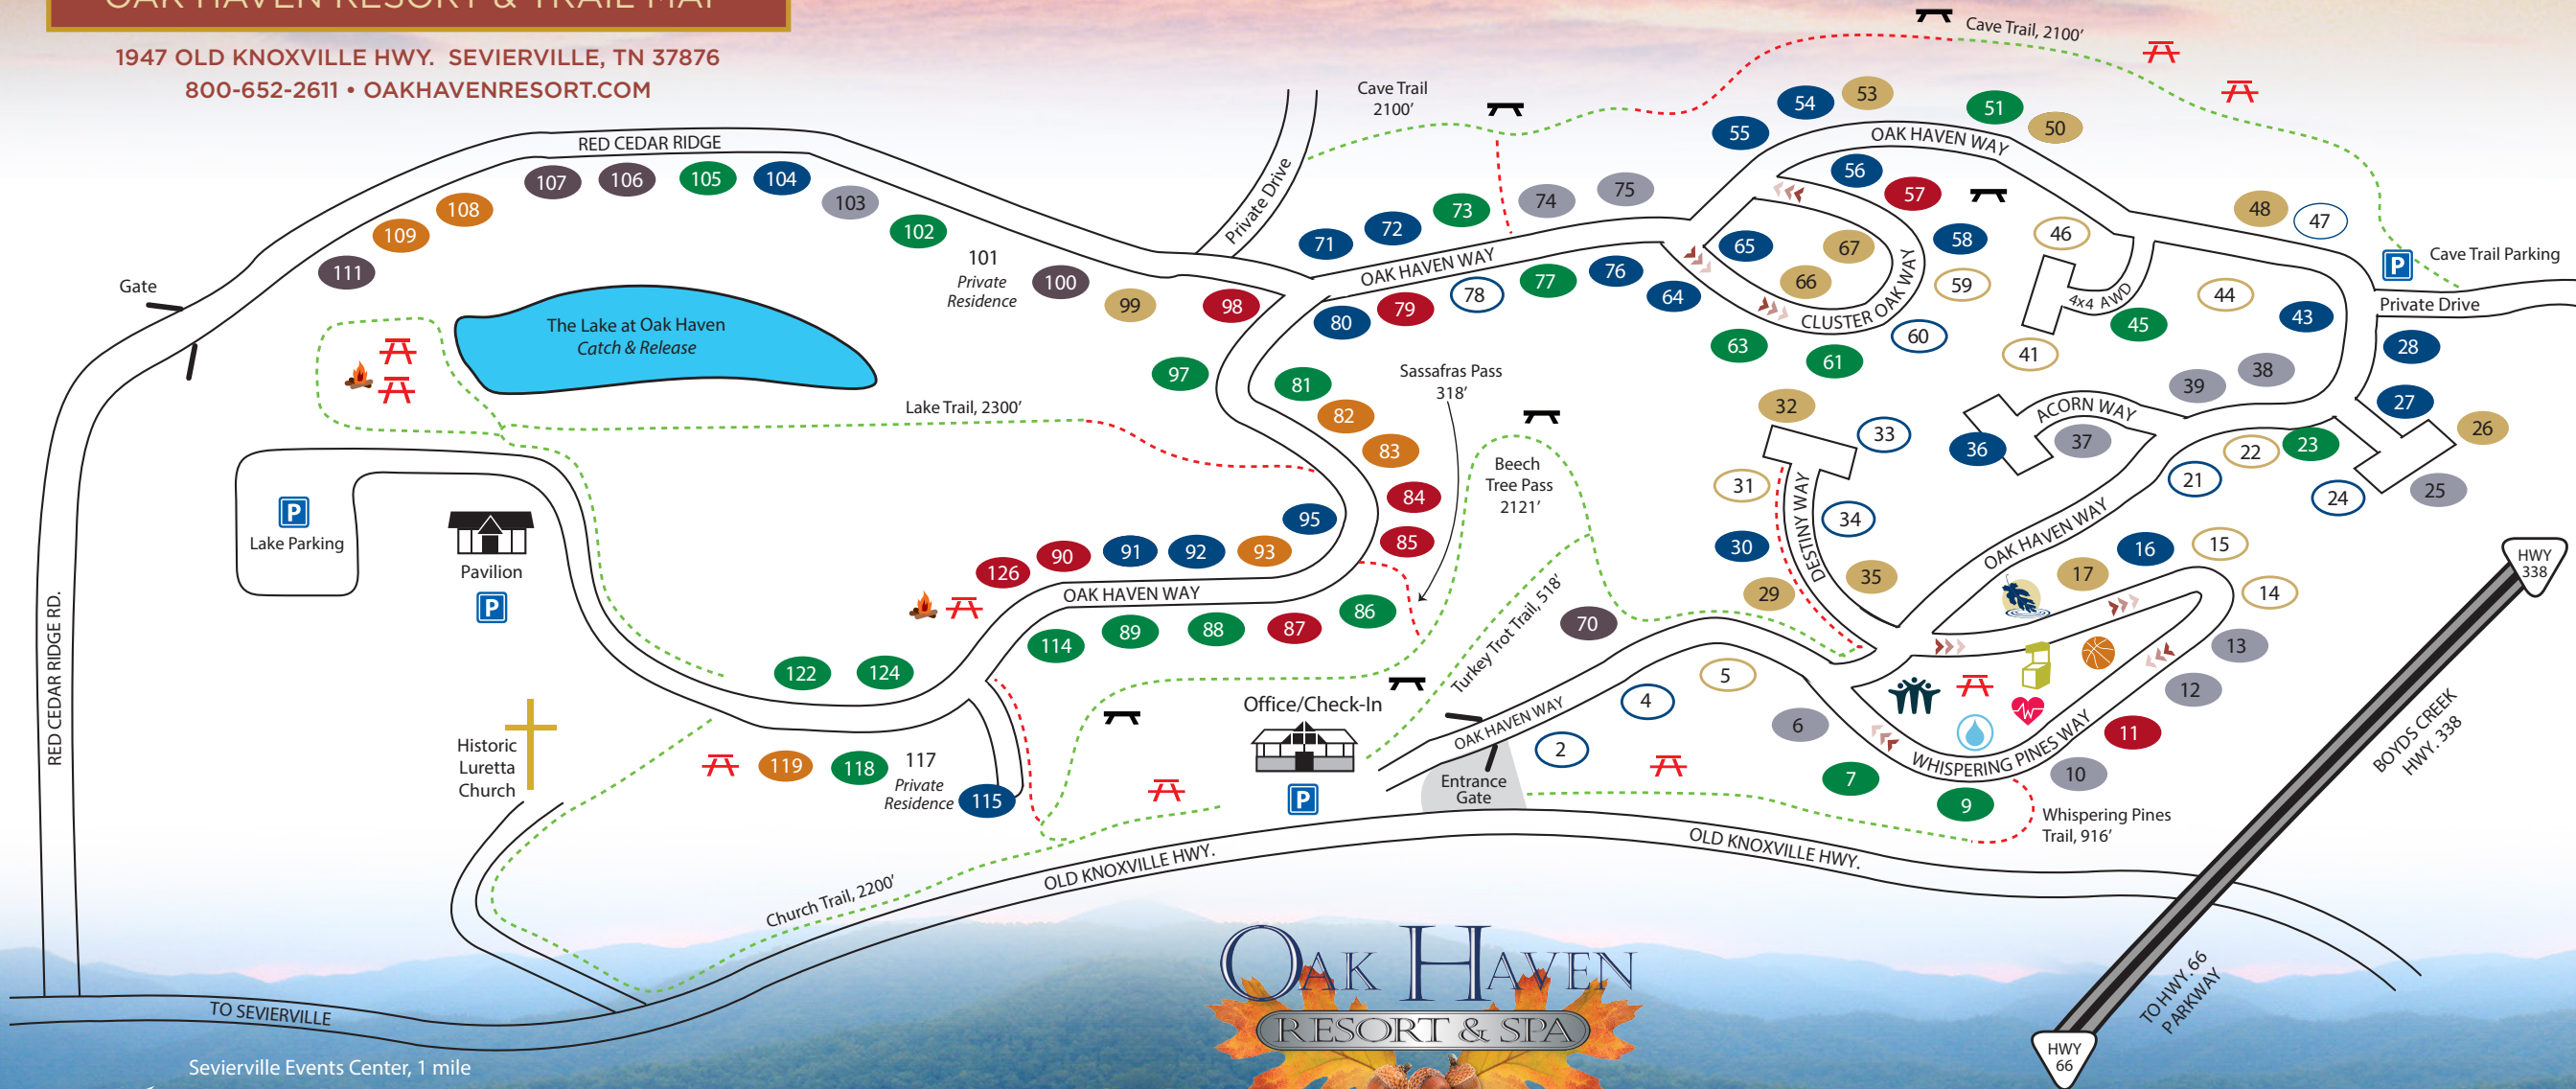 OAK HAVEN RESORT & TRAIL MAP
1947 OLD KNOXVILLE HWY. SEVIERVILLE, TN 37876
800-652-2611 • OAKHAVENRESORT.COM
Cave Trail, 2100'
Cave Trail
2100'
RED CEDAR RIDGE
OAK HAVEN WAY
53
54
51
50
55
56
57
107
106
105
104
103
108
109
102
111
Gate
101
Private
Residence
100
99
98
Private Drive
71
72
73
74
75
OAK HAVEN WAY
65
67
66
58
59
46
48
47
P
Cave Trail Parking
Private Drive
4x4 AWD
44
45
43
41
28
80
79
78
77
76
64
CLUSTER OAK WAY
63
61
60
The Lake at Oak Haven
Catch & Release
Lake Trail, 2300'
97
81
82
83
84
85
Sassafras Pass
318'
Beech
Tree Pass
2121'
32
33
31
34
30
29
35
DESTINY WAY
ACORN WAY
39
38
37
36
27
26
25
24
23
22
21
OAK HAVEN WAY
16
15
17
14
13
12
11
10
P
Lake Parking
Pavilion
P
126
90
91
92
93
95
OAK HAVEN WAY
114
89
88
87
86
122
124
Turkey Trot Trail, 518'
70
5
4
2
6
7
9
OAK HAVEN WAY
Entrance
Gate
Office/Check-In
P
WHISPERING PINES WAY
Whispering Pines
Trail, 916'
RED CEDAR RIDGE RD.
Historic
Luretta
Church
119
118
117
Private
Residence
115
Church Trail, 2200'
OLD KNOXVILLE HWY.
OLD KNOXVILLE HWY.
HWY
338
BOYDS CREEK
HWY. 338
TO HWY. 66
PARKWAY
HWY
66
TO SEVIERVILLE
Sevierville Events Center, 1 mile
OAK HAVEN
RESORT & SPA